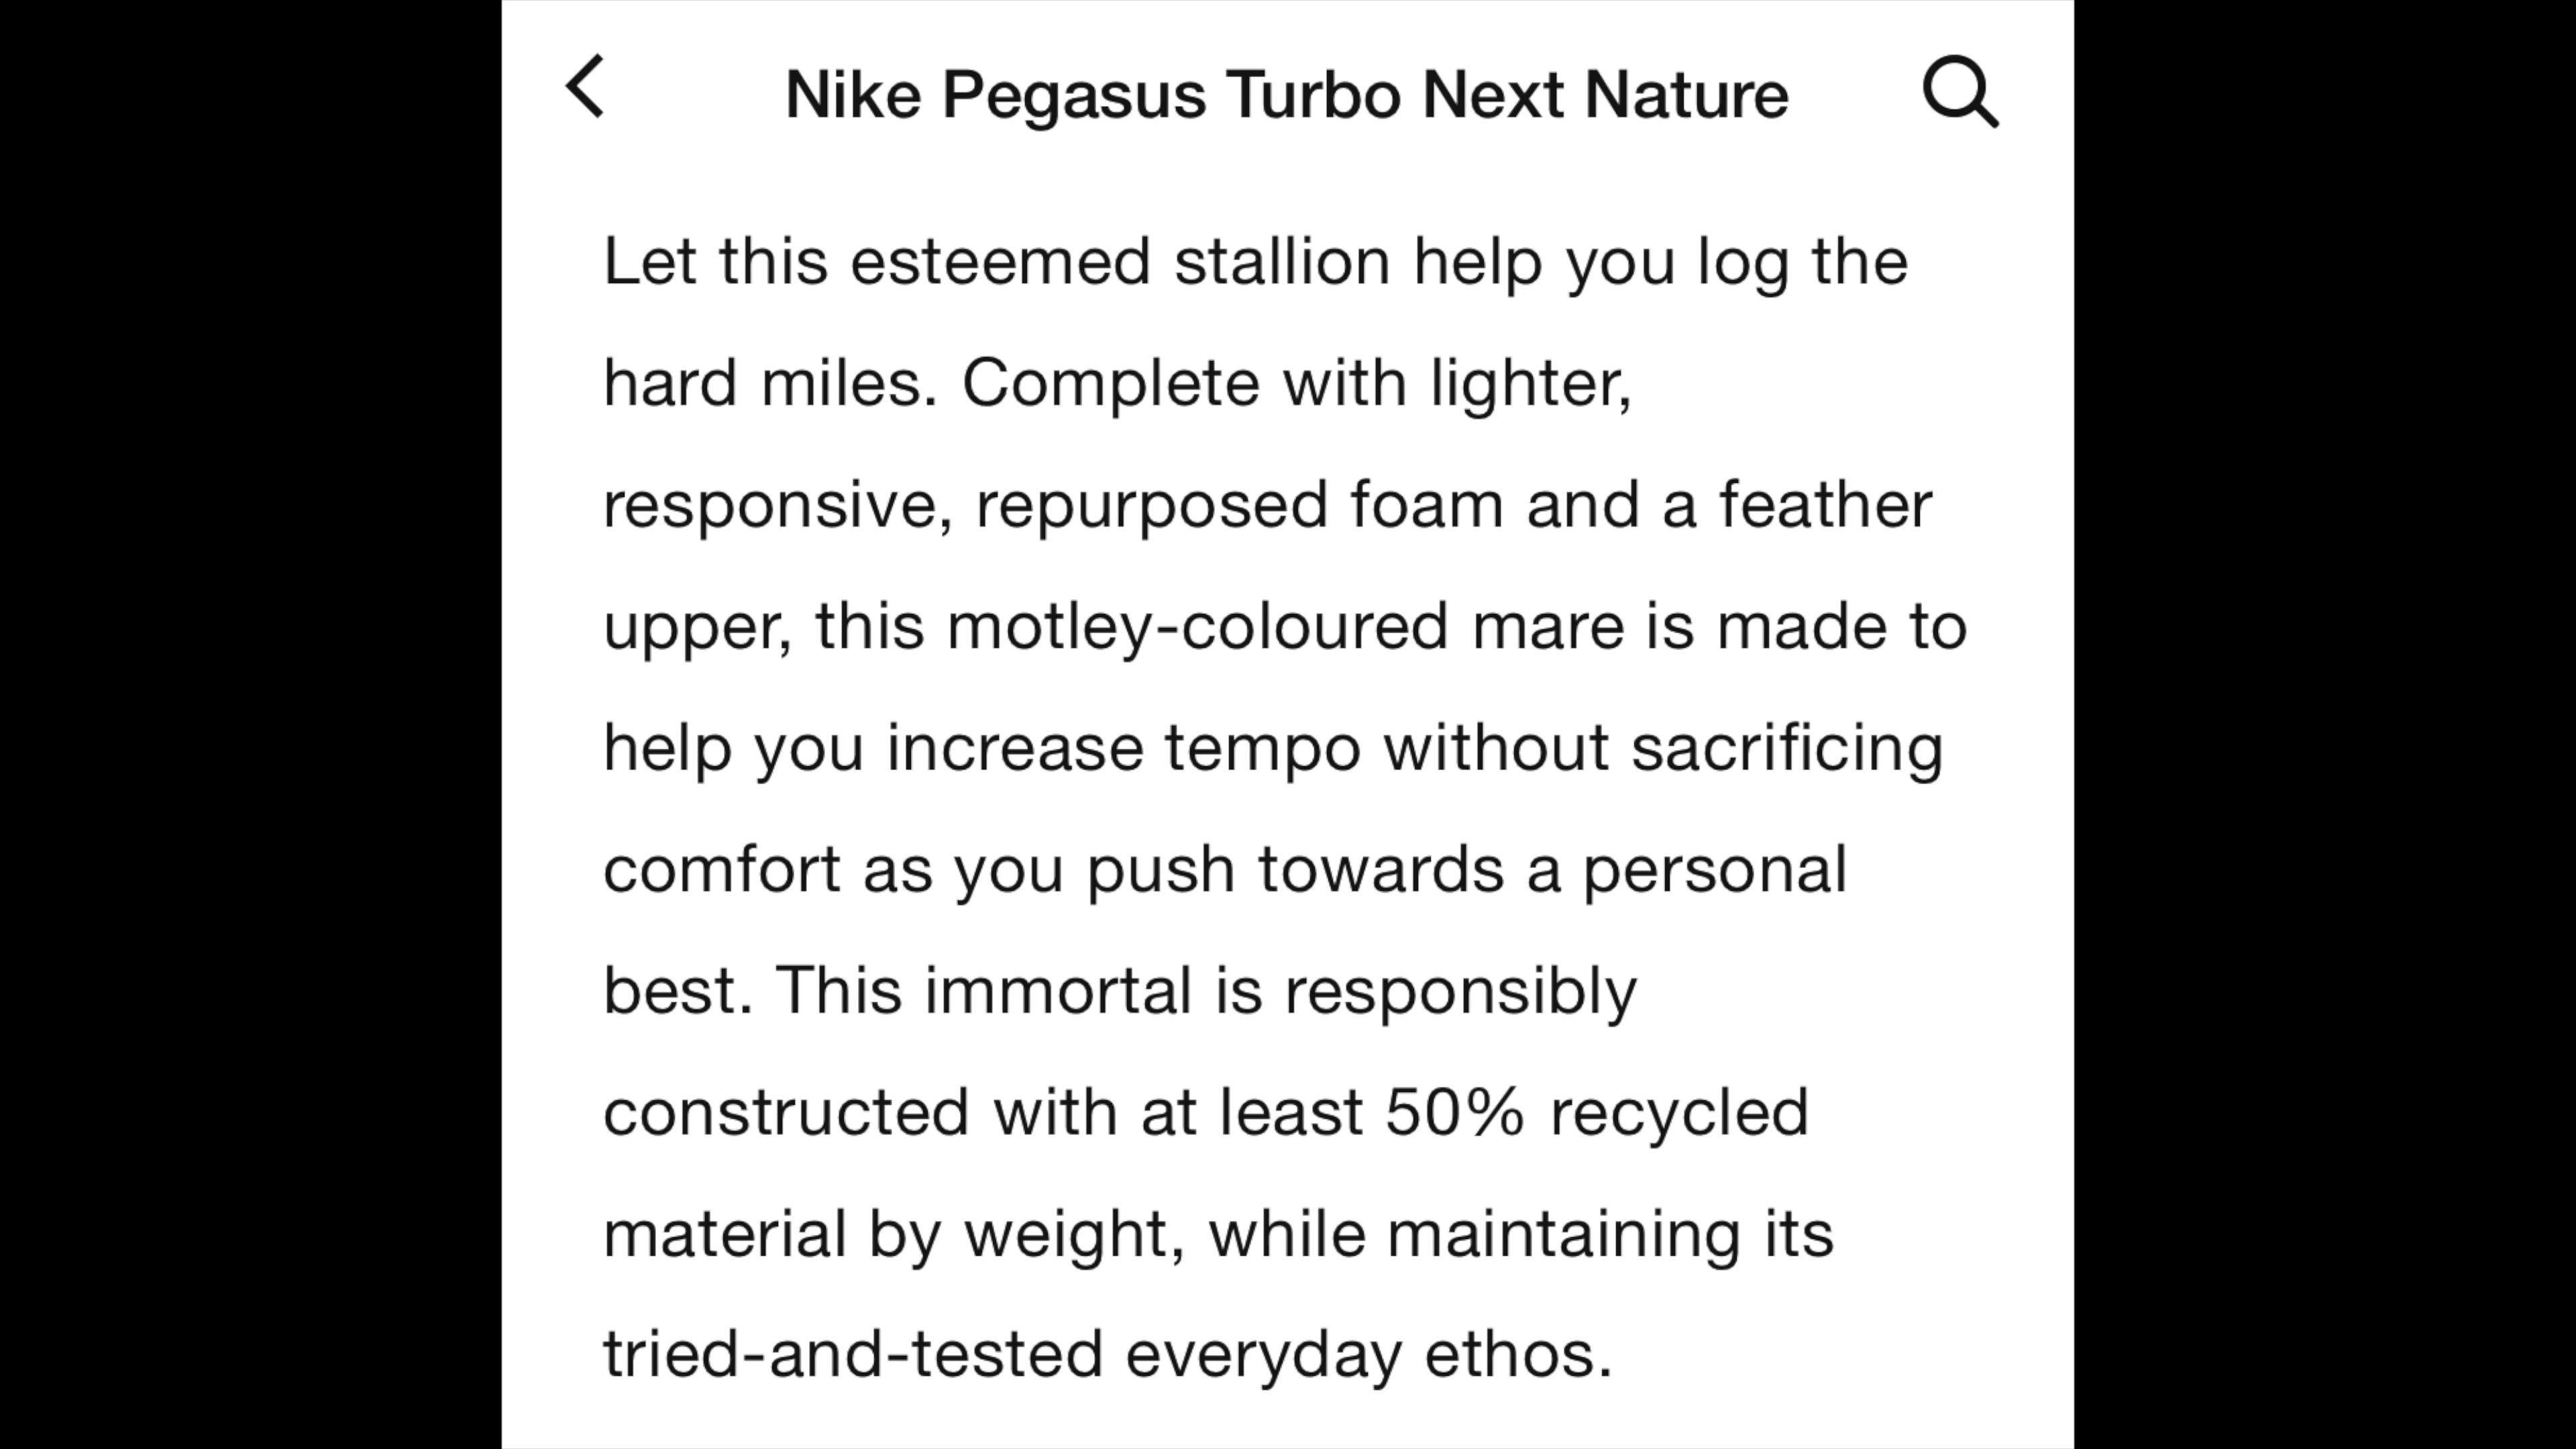 Nike Pegasus Turbo Next Nature
Let this esteemed stallion help you log the
hard miles. Complete with lighter,
responsive, repurposed foam and a feather
upper, this motley-coloured mare is made to
help you increase tempo without sacrificing
comfort as you push towards a personal
best. This immortal is responsibly
constructed with at least 50% recycled
material by weight, while maintaining its
tried-and-tested everyday ethos.